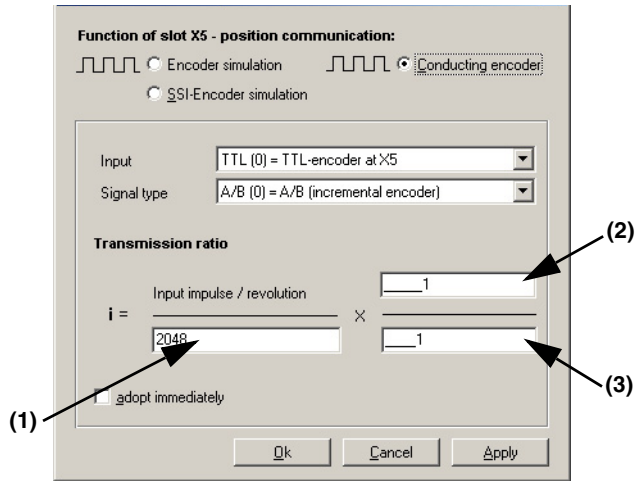 Function of slot X5 - position communication:
Encoder simulation Conducting encoder
SSI-Encoder simulation
Input TTL (0) = TTL-encoder at X5
Signal type A/B (0) = A/B (incremental encoder)
Transmission ratio
(2)
_____1
Input impulse / revolution
i = X
2048 ____1
(3)
adopt immediately
(1)
Ok Cancel Apply